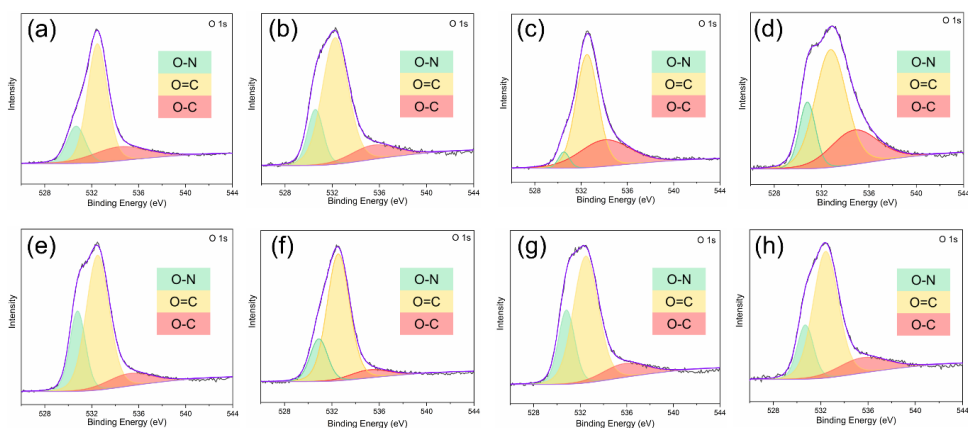 (a)
O 1s
O-N
O=C
O-C
Intensity
528 532 536 540 544
Binding Energy (eV)
(b)
O 1s
O-N
O=C
O-C
Intensity
528 532 536 540 544
Binding Energy (eV)
(c)
O 1s
O-N
O=C
O-C
Intensity
528 532 536 540 544
Binding Energy (eV)
(d)
O 1s
O-N
O=C
O-C
Intensity
528 532 536 540 544
Binding Energy (eV)
(e)
O 1s
O-N
O=C
O-C
Intensity
528 532 536 540 544
Binding Energy (eV)
(f)
O 1s
O-N
O=C
O-C
Intensity
528 532 536 540 544
Binding Energy (eV)
(g)
O 1s
O-N
O=C
O-C
Intensity
528 532 536 540 544
Binding Energy (eV)
(h)
O 1s
O-N
O=C
O-C
Intensity
528 532 536 540 544
Binding Energy (eV)